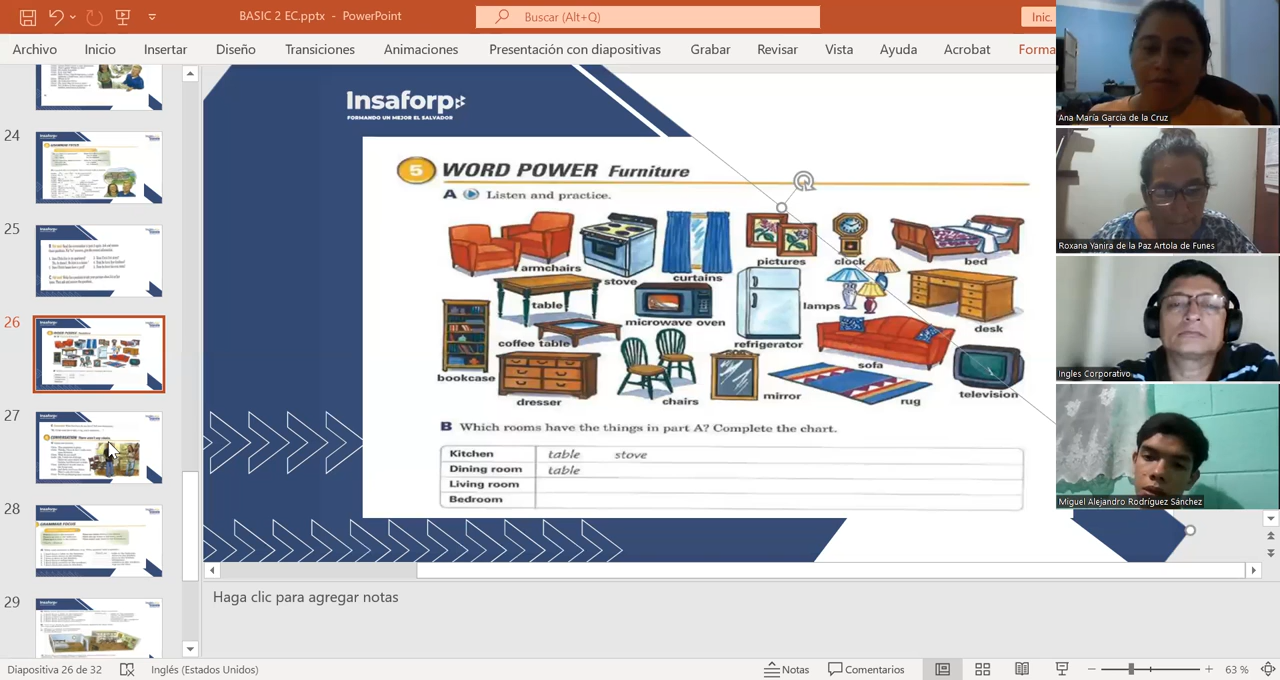 BASIC 2 EC.pptx - PowerPoint
Buscar (Alt+Q)
Inic.
Archivo Inicio Insertar Diseño Transiciones Animaciones Presentación con diapositivas Grabar Revisar Vista Ayuda Acrobat Forma
24
25
26
27
28
29
Insaforp
FORMANDO UN MEJOR EL SALVADOR
5 WORD POWER Furniture
A Listen and practice.
armchairs
stove
curtains
pictures
clock
bed
table
microwave oven
refrigerator
lamps
desk
coffee table
bookcase
dresser
chairs
mirror
sofa
rug
television
B Which rooms have the things in part A? Complete the chart.
Kitchen table stove
Dining room table
Living room
Bedroom
Ana María García de la Cruz
Roxana Yanira de la Paz Artola de Funes
Ingles Corporativo
Miguel Alejandro Rodríguez Sánchez
Haga clic para agregar notas
Diapositiva 26 de 32 Inglés (Estados Unidos) Notas Comentarios 63 %